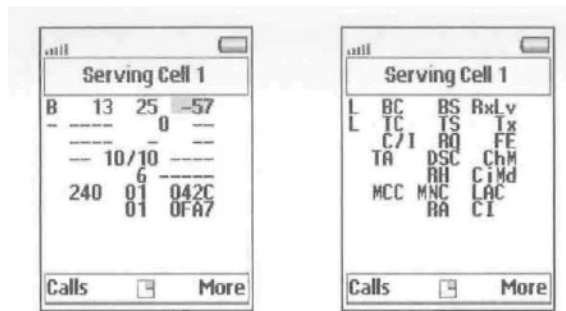 Serving Cell 1
B 13 25 -57
- ---- 0 --
---- - --
-- 10/10 ----
6 -----
240 01 042C
01 0FA7
Calls More
Serving Cell 1
L BC BS RxLv
L TC TS Tx
C/I RQ FE
TA DSC ChM
RH CiMd
MCC MNC LAC
RA CI
Calls More